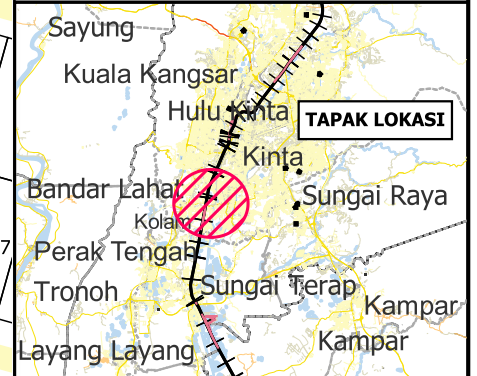 Sayung
Kuala Kangsar
Hulu Kinta
TAPAK LOKASI
Kinta
Bandar Lahat
Sungai Raya
Kolam
7
Perak Tengah
Tronoh
Sungai Terap
Kampar
Kampar
Layang Layang